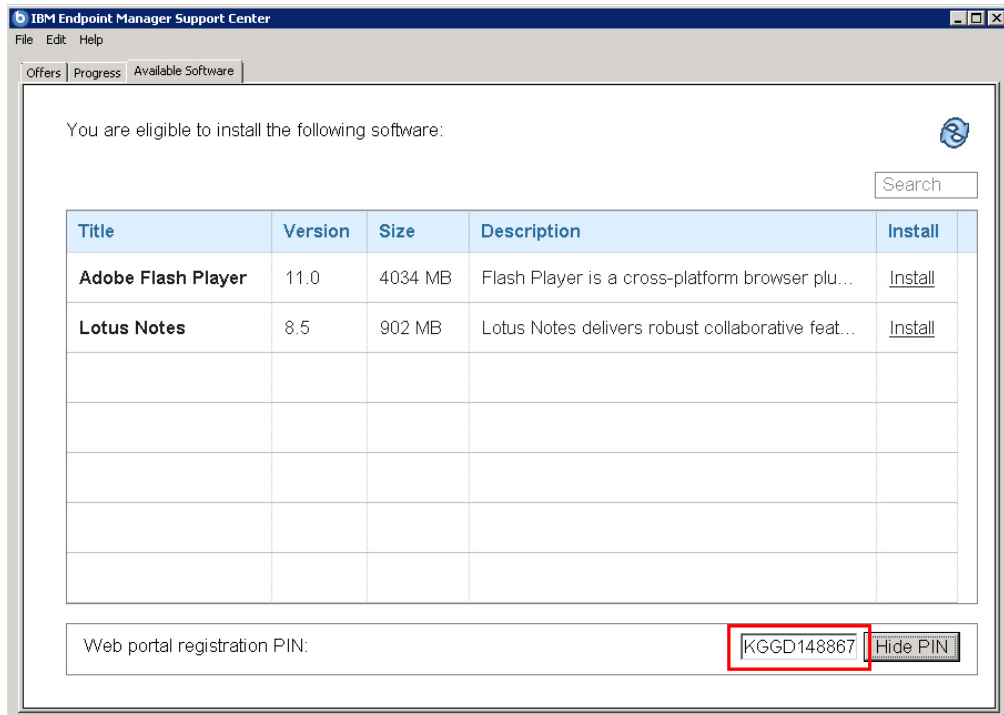 IBM Endpoint Manager Support Center
File Edit Help
Offers Progress Available Software
You are eligible to install the following software:
Search
Title Version Size Description Install
Adobe Flash Player 11.0 4034 MB Flash Player is a cross-platform browser plu... Install
Lotus Notes 8.5 902 MB Lotus Notes delivers robust collaborative feat... Install
Web portal registration PIN: KGGD148867 Hide PIN